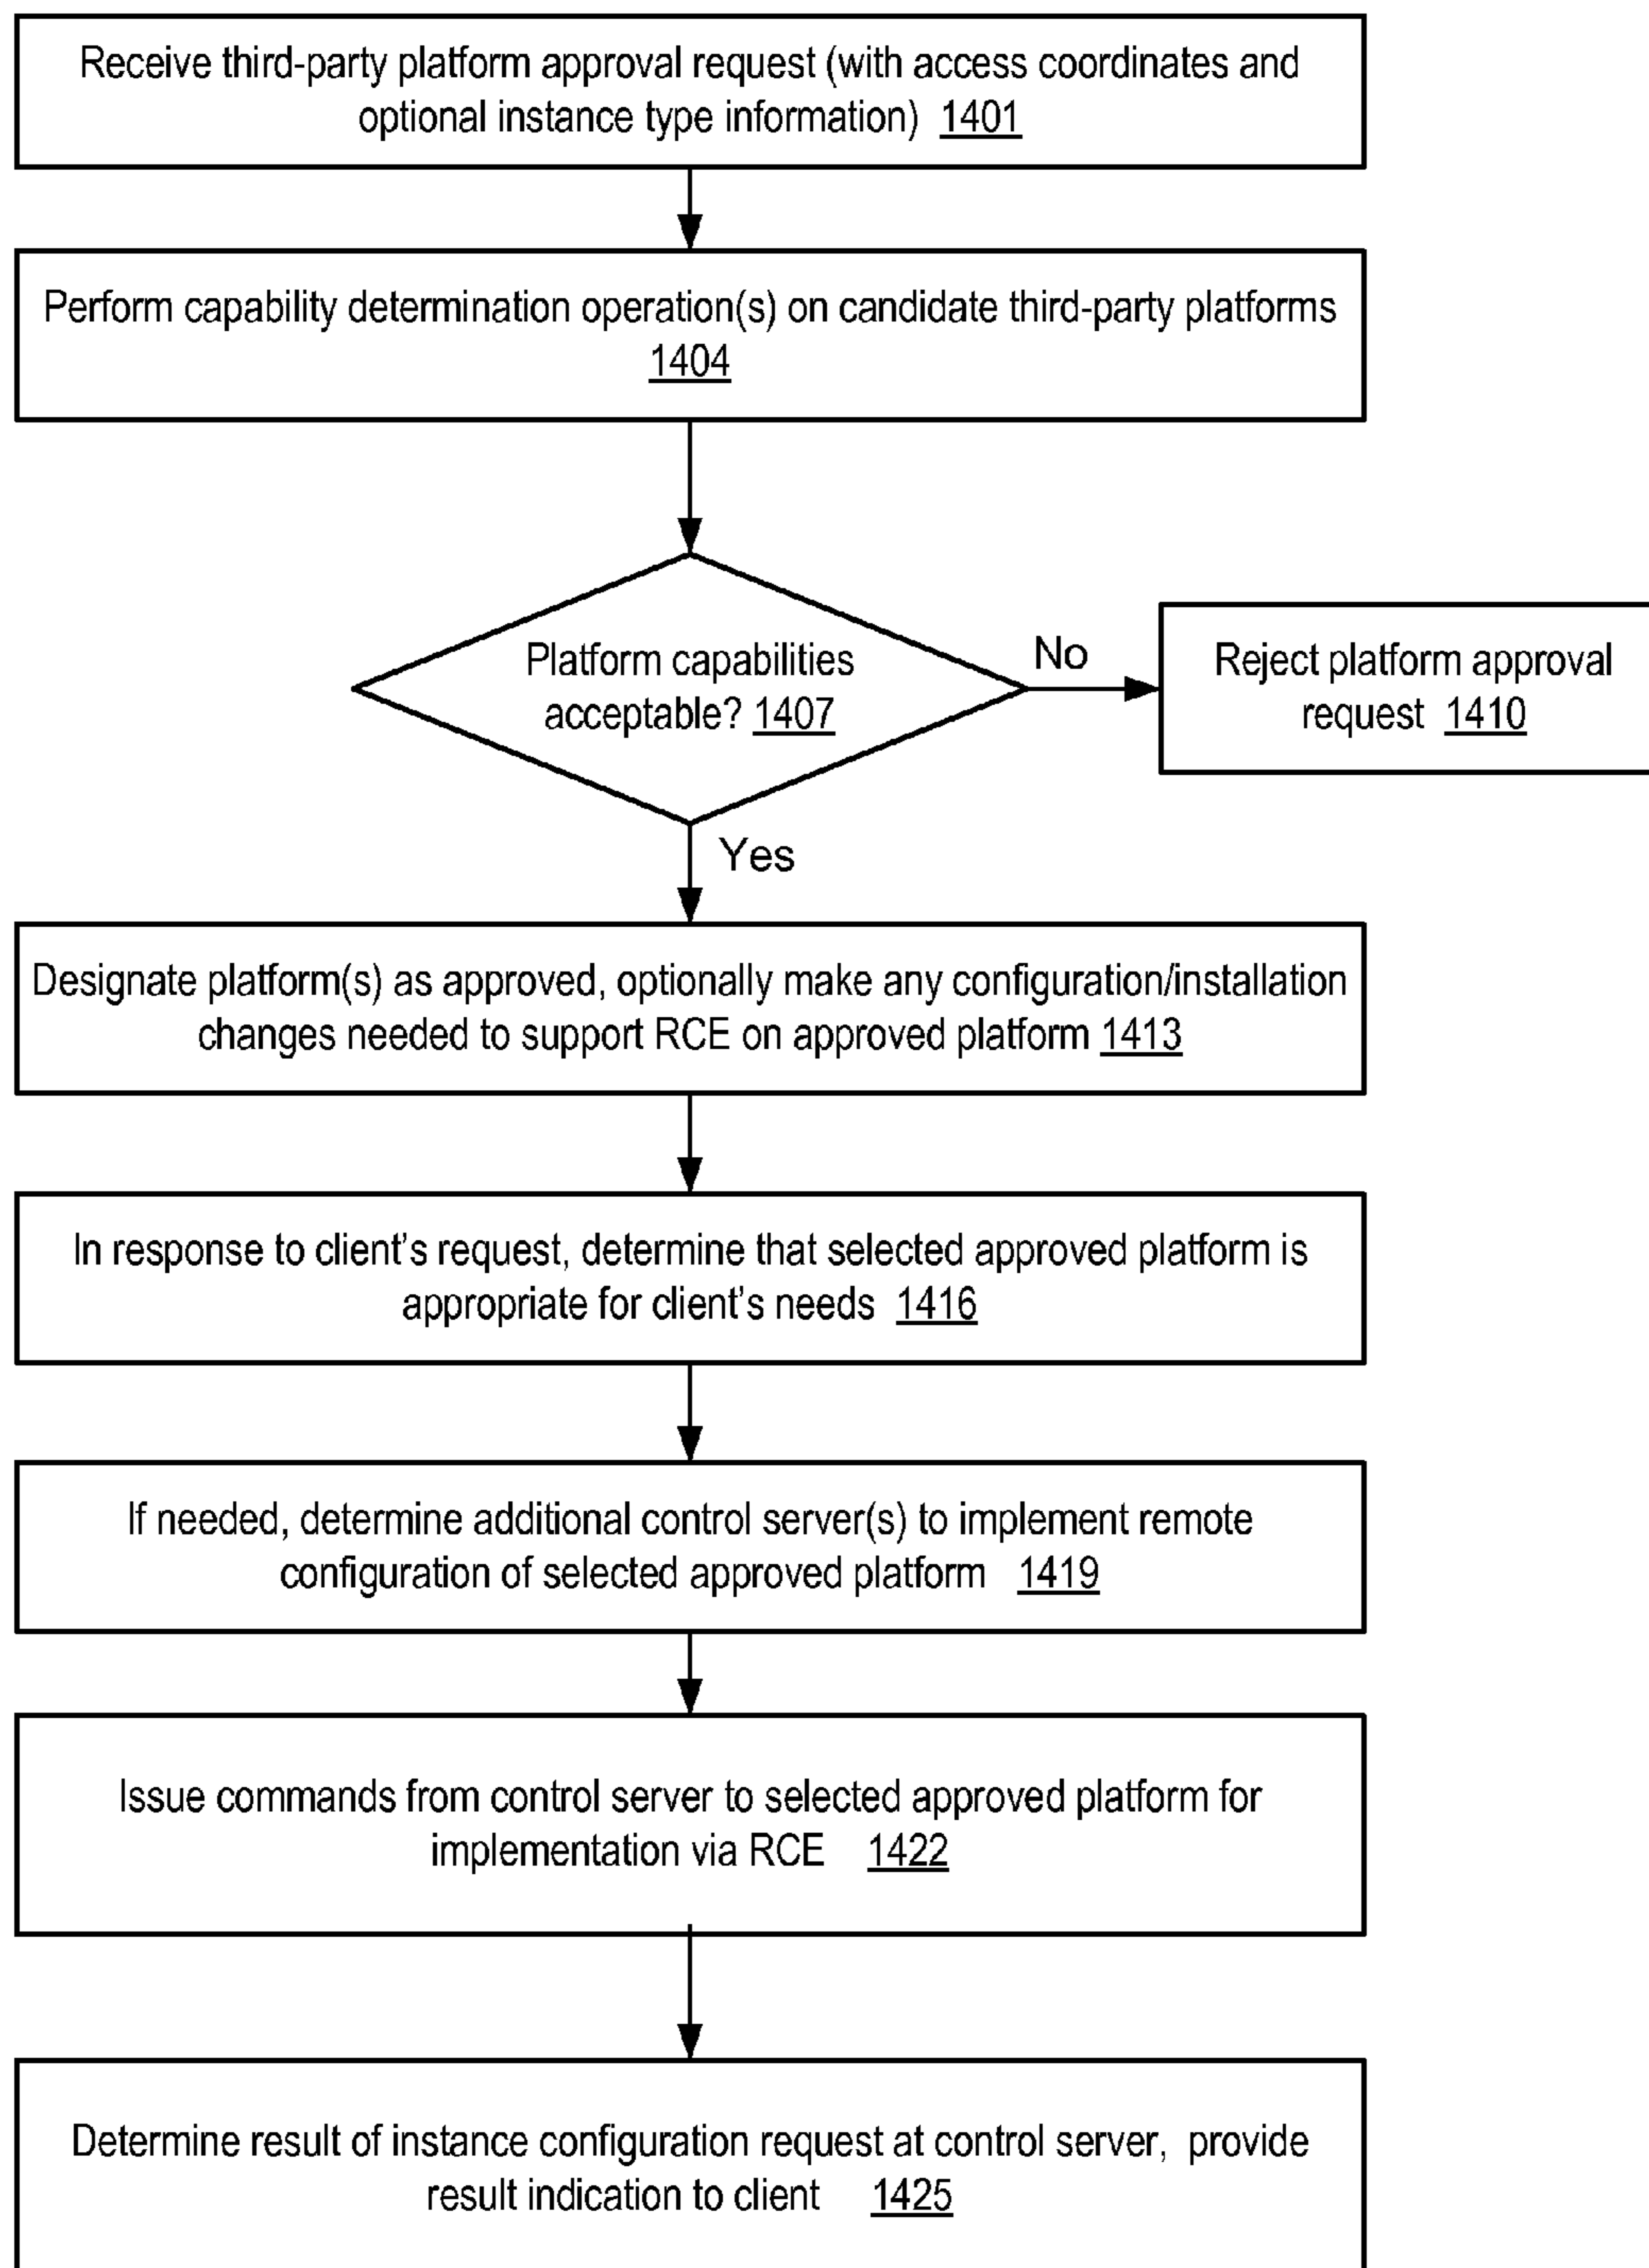 Receive third-party platform approval request (with access coordinates and
optional instance type information) 1401
Perform capability determination operation(s) on candidate third-party platforms
1404
Platform capabilities
acceptable? 1407
No
Reject platform approval
request 1410
Yes
Designate platform(s) as approved, optionally make any configuration/installation
changes needed to support RCE on approved platform 1413
In response to client's request, determine that selected approved platform is
appropriate for client's needs 1416
If needed, determine additional control server(s) to implement remote
configuration of selected approved platform 1419
Issue commands from control server to selected approved platform for
implementation via RCE 1422
Determine result of instance configuration request at control server, provide
result indication to client 1425